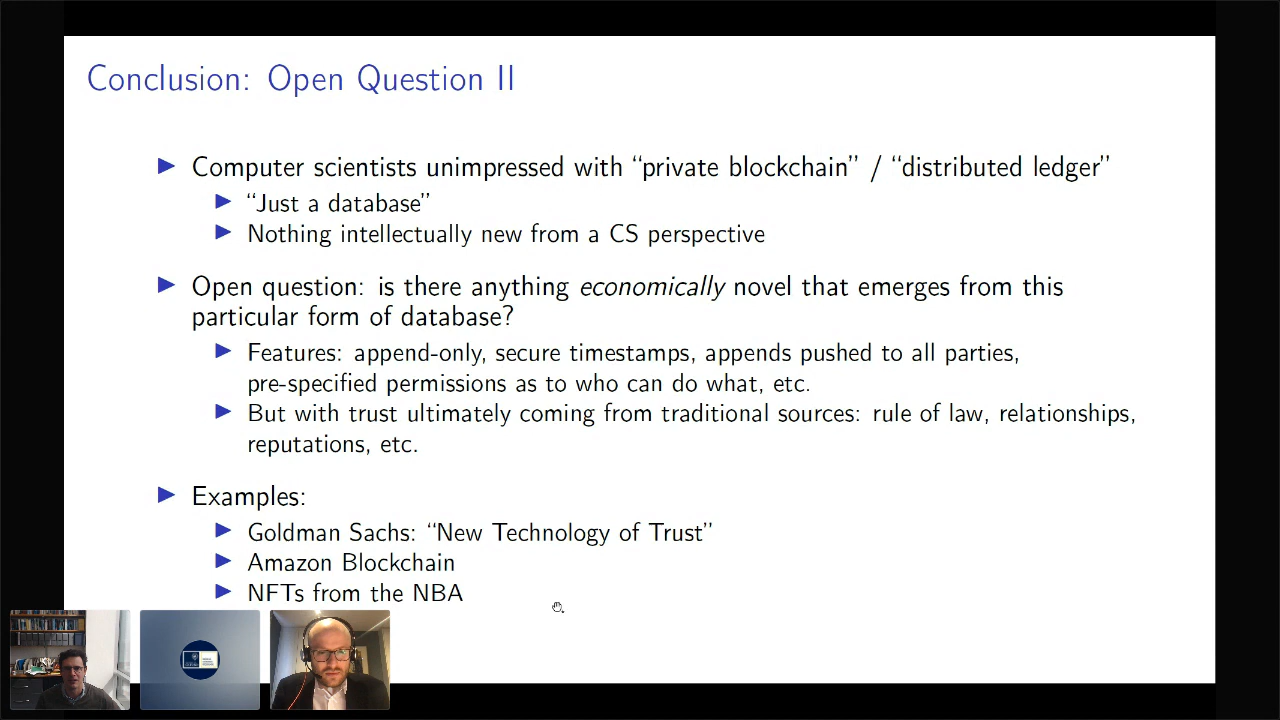 Conclusion: Open Question II
Computer scientists unimpressed with “private blockchain” / “distributed ledger”
“Just a database”
Nothing intellectually new from a CS perspective
Open question: is there anything economically novel that emerges from this
particular form of database?
Features: append-only, secure timestamps, appends pushed to all parties,
pre-specified permissions as to who can do what, etc.
But with trust ultimately coming from traditional sources: rule of law, relationships,
reputations, etc.
Examples:
Goldman Sachs: “New Technology of Trust”
Amazon Blockchain
NFTs from the NBA